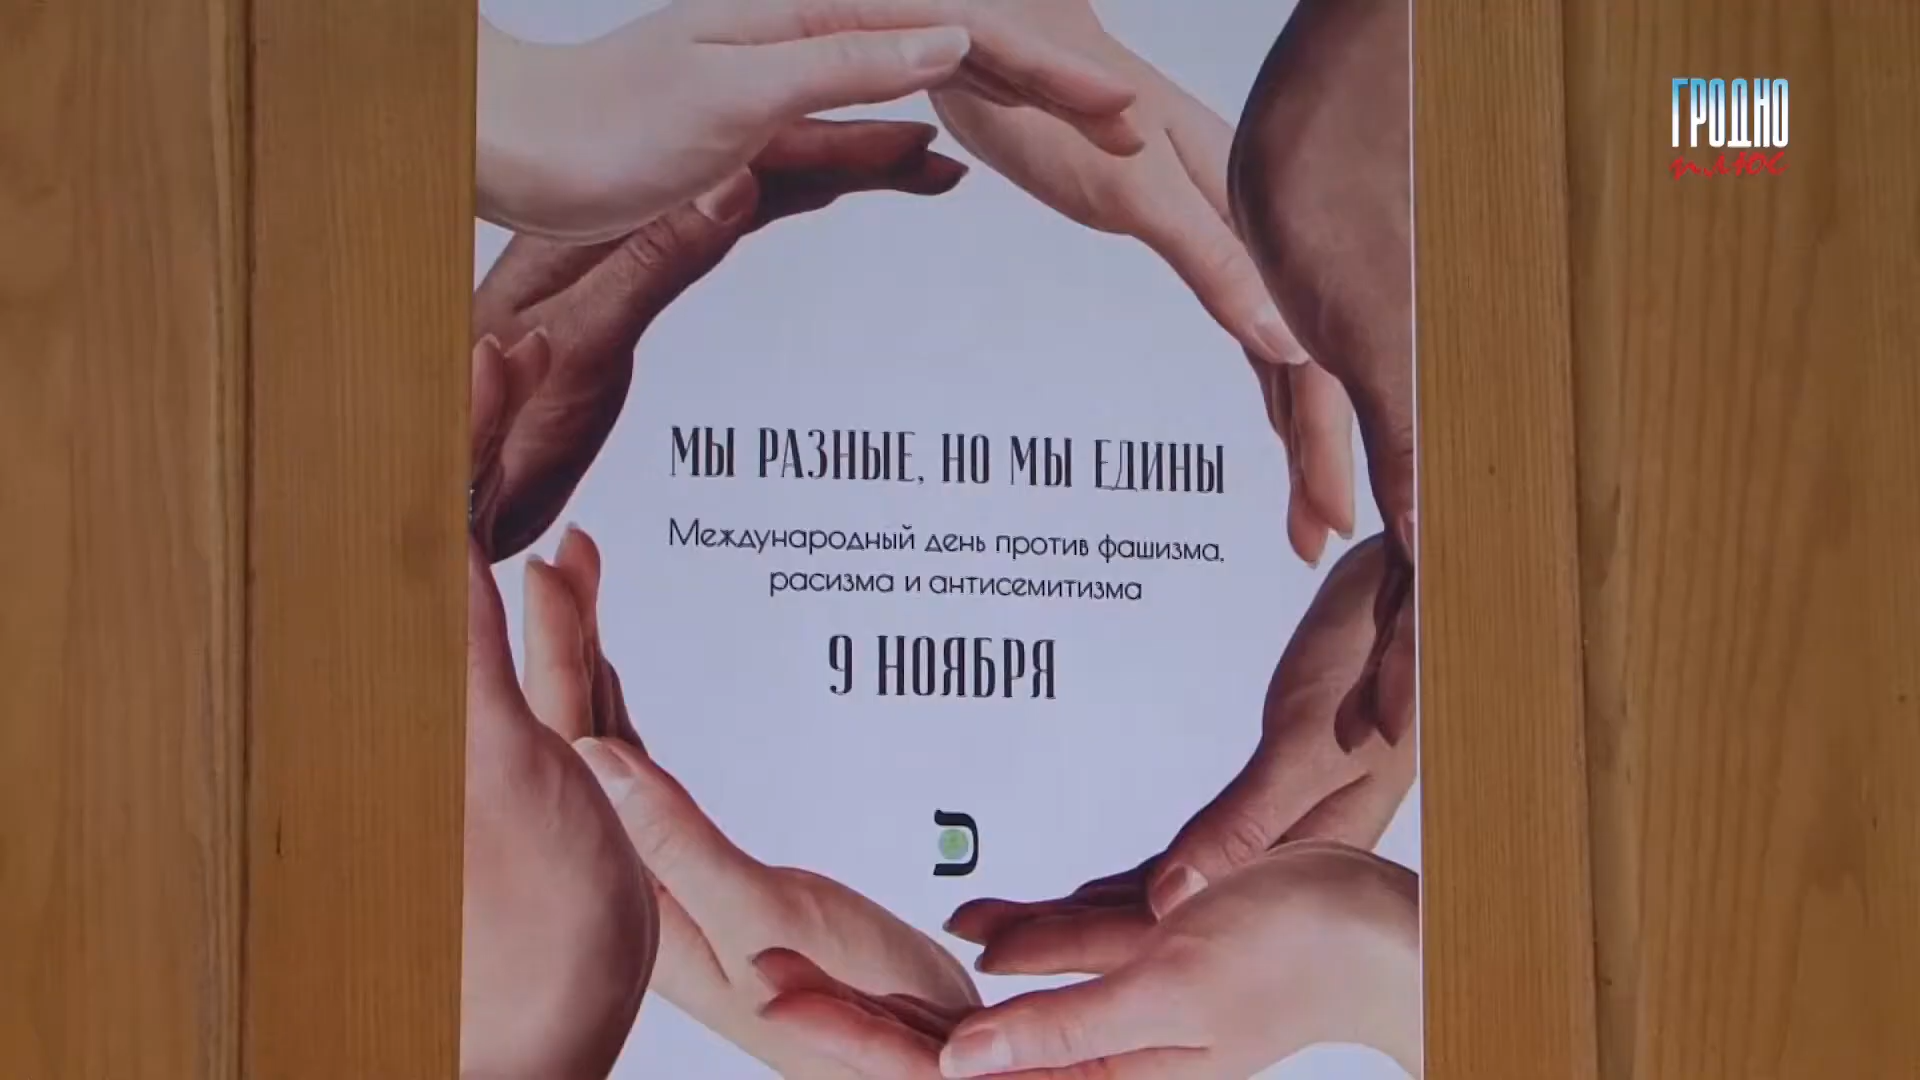 ГРОДНО
плюс
МЫ РАЗНЫЕ, НО МЫ ЕДИНЫ
Международный день против фашизма,
расизма и антисемитизма
9 НОЯБРЯ